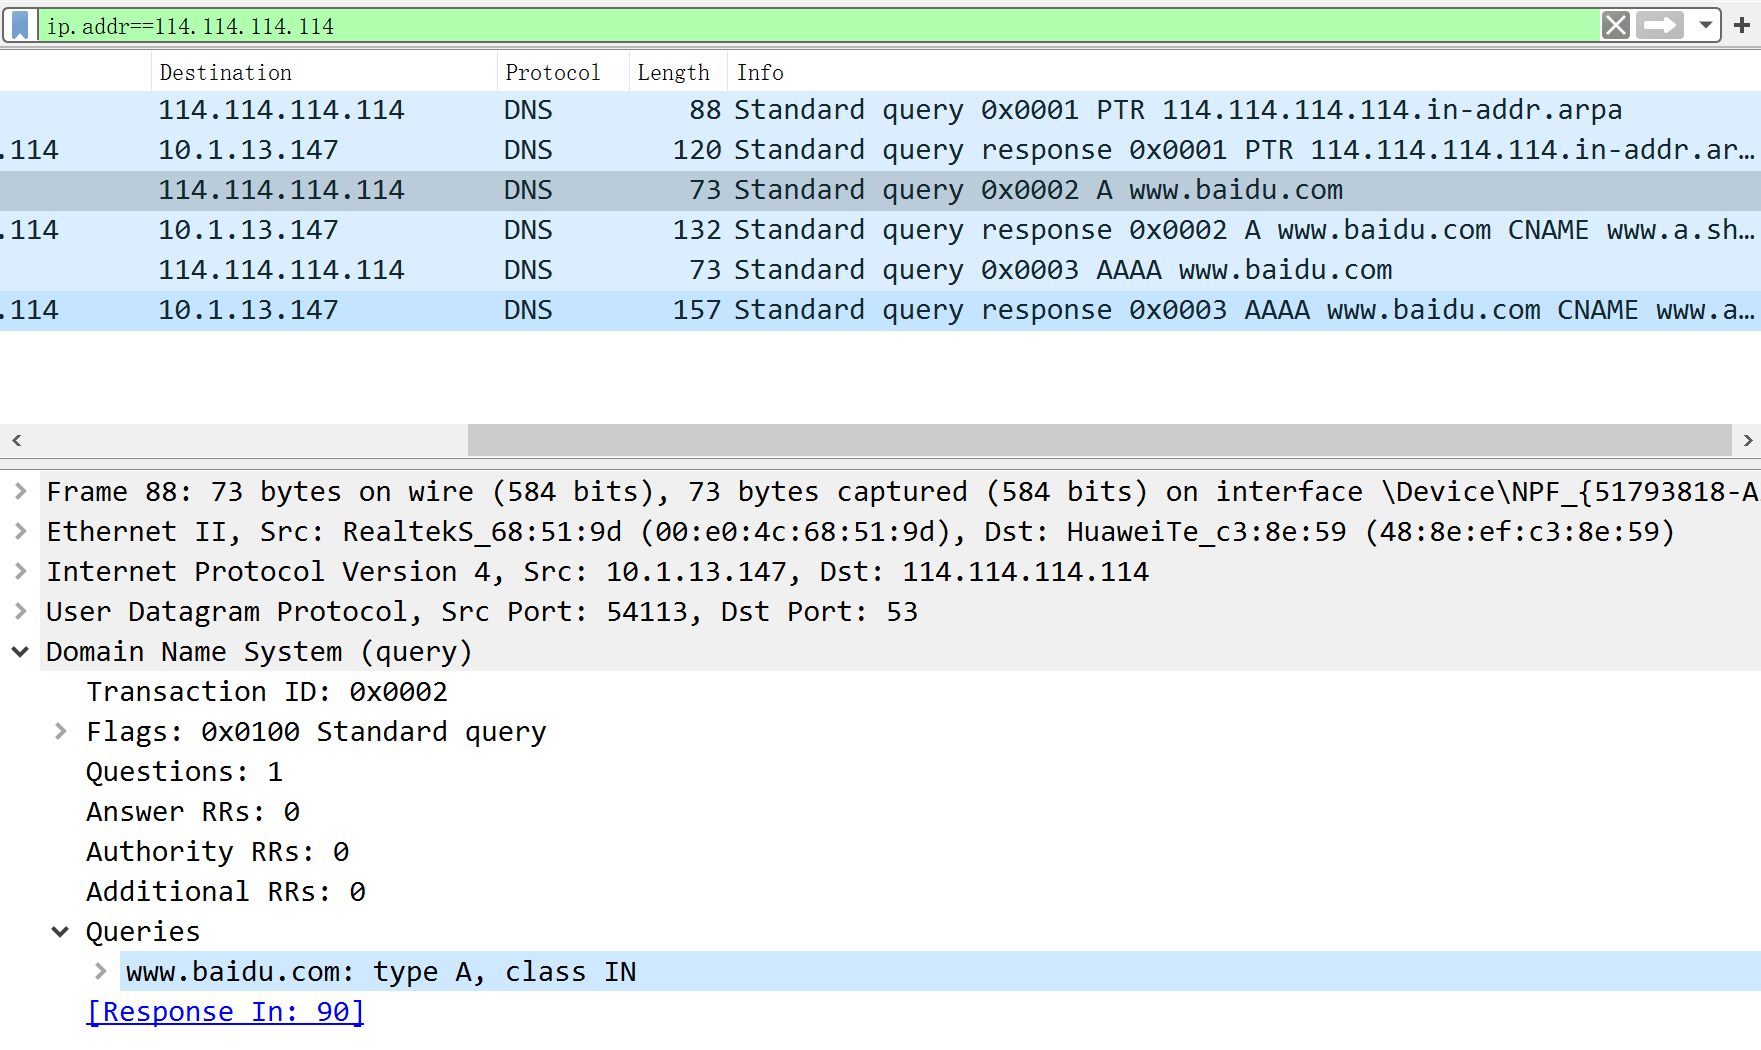 ip.addr==114.114.114.114
Destination Protocol Length Info
114.114.114.114 DNS 88 Standard query 0x0001 PTR 114.114.114.114.in-addr.arpa
.114 10.1.13.147 DNS 120 Standard query response 0x0001 PTR 114.114.114.114.in-addr.ar…
114.114.114.114 DNS 73 Standard query 0x0002 A www.baidu.com
.114 10.1.13.147 DNS 132 Standard query response 0x0002 A www.baidu.com CNAME www.a.sh…
114.114.114.114 DNS 73 Standard query 0x0003 AAAA www.baidu.com
.114 10.1.13.147 DNS 157 Standard query response 0x0003 AAAA www.baidu.com CNAME www.a…
Frame 88: 73 bytes on wire (584 bits), 73 bytes captured (584 bits) on interface \Device\NPF_{51793818-A
Ethernet II, Src: RealtekS_68:51:9d (00:e0:4c:68:51:9d), Dst: HuaweiTe_c3:8e:59 (48:8e:ef:c3:8e:59)
Internet Protocol Version 4, Src: 10.1.13.147, Dst: 114.114.114.114
User Datagram Protocol, Src Port: 54113, Dst Port: 53
Domain Name System (query)
Transaction ID: 0x0002
Flags: 0x0100 Standard query
Questions: 1
Answer RRs: 0
Authority RRs: 0
Additional RRs: 0
Queries
www.baidu.com: type A, class IN
[Response In: 90]